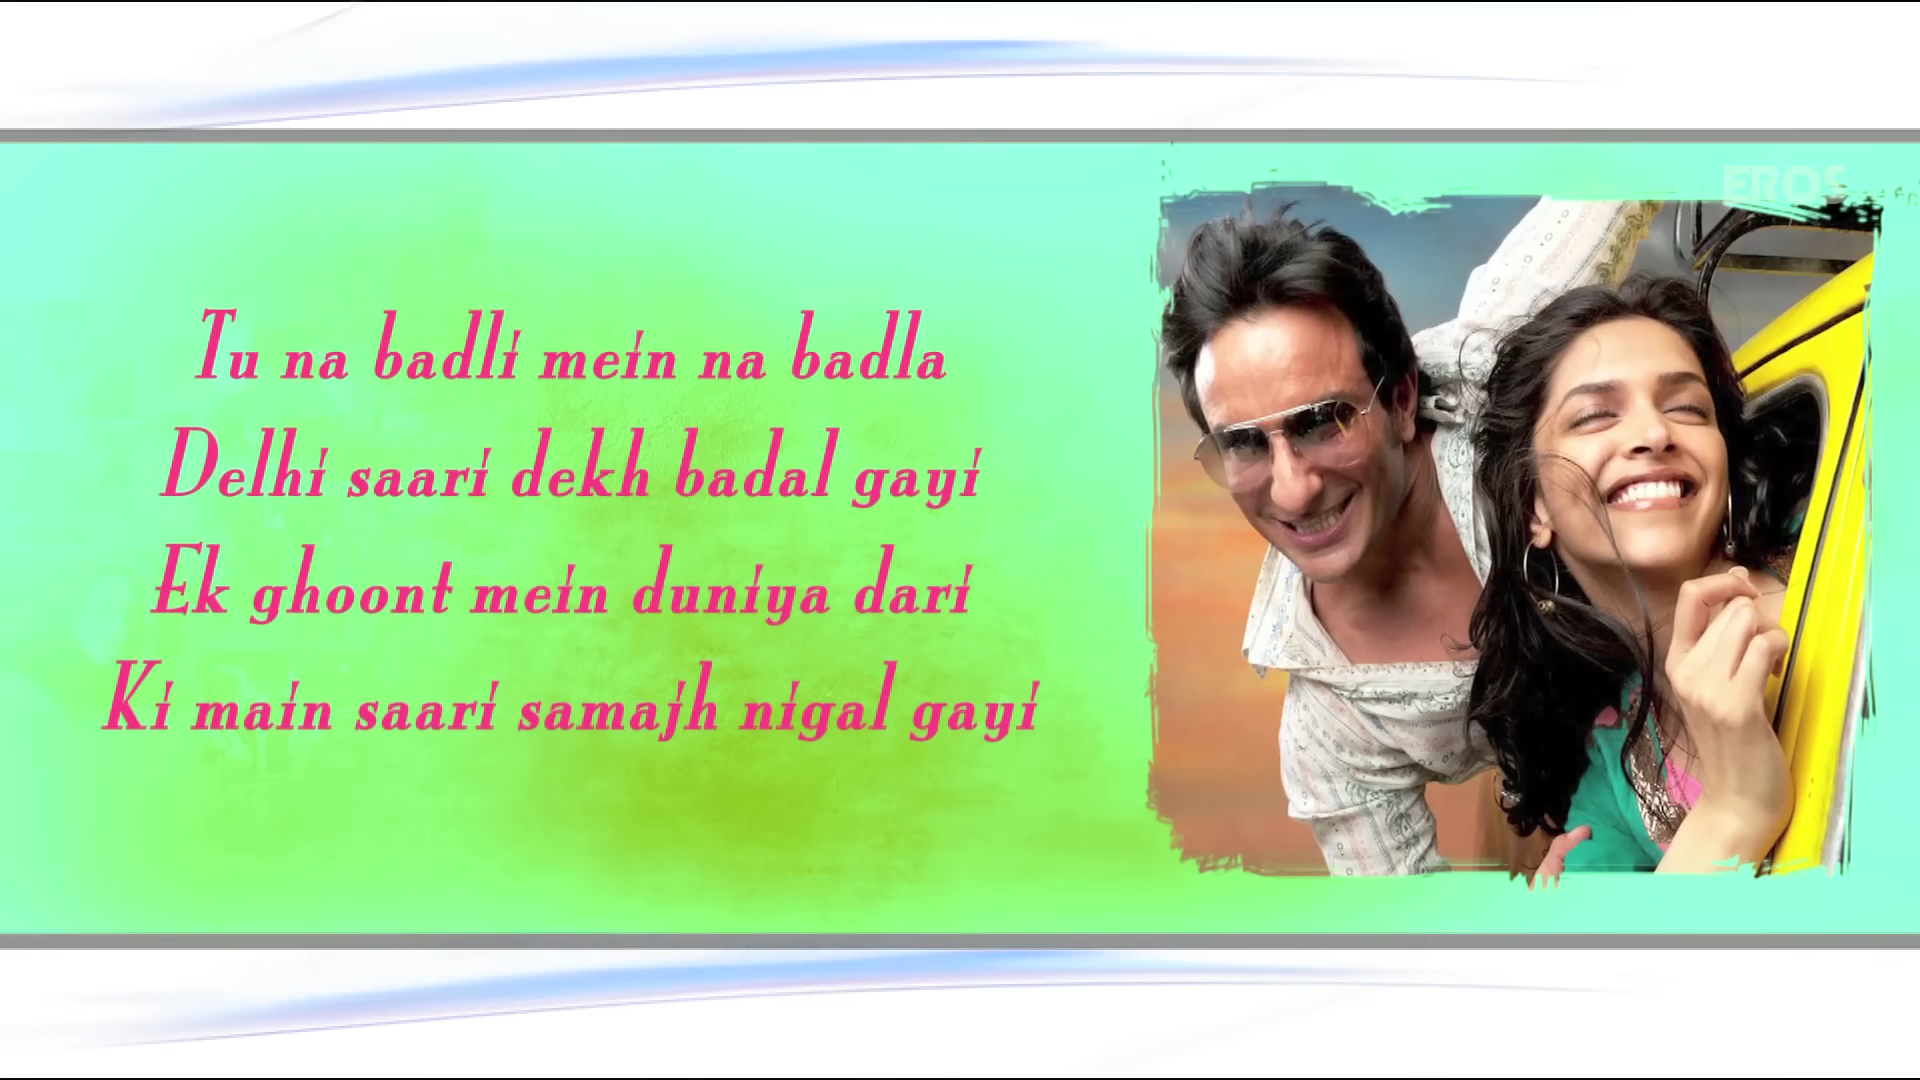 EROS
Tu na badli mein na badla
Delhi saari dekh badal gayi
Ek ghoont mein duniya dari
Ki main saari samajh nigal gayi